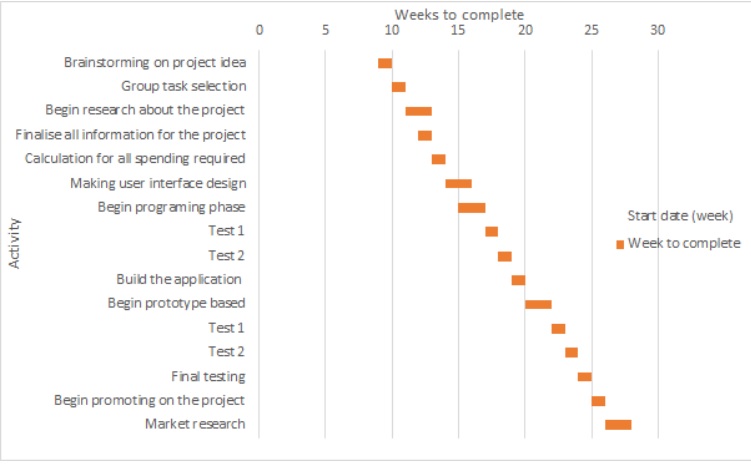 Weeks to complete
0 5 10 15 20 25 30
Brainstorming on project idea
Group task selection
Begin research about the project
Finalise all information for the project
Calculation for all spending required
Making user interface design
Begin programing phase
Test 1
Test 2
Build the application
Begin prototype based
Test 1
Test 2
Final testing
Begin promoting on the project
Market research
Activity
Start date (week)
Week to complete